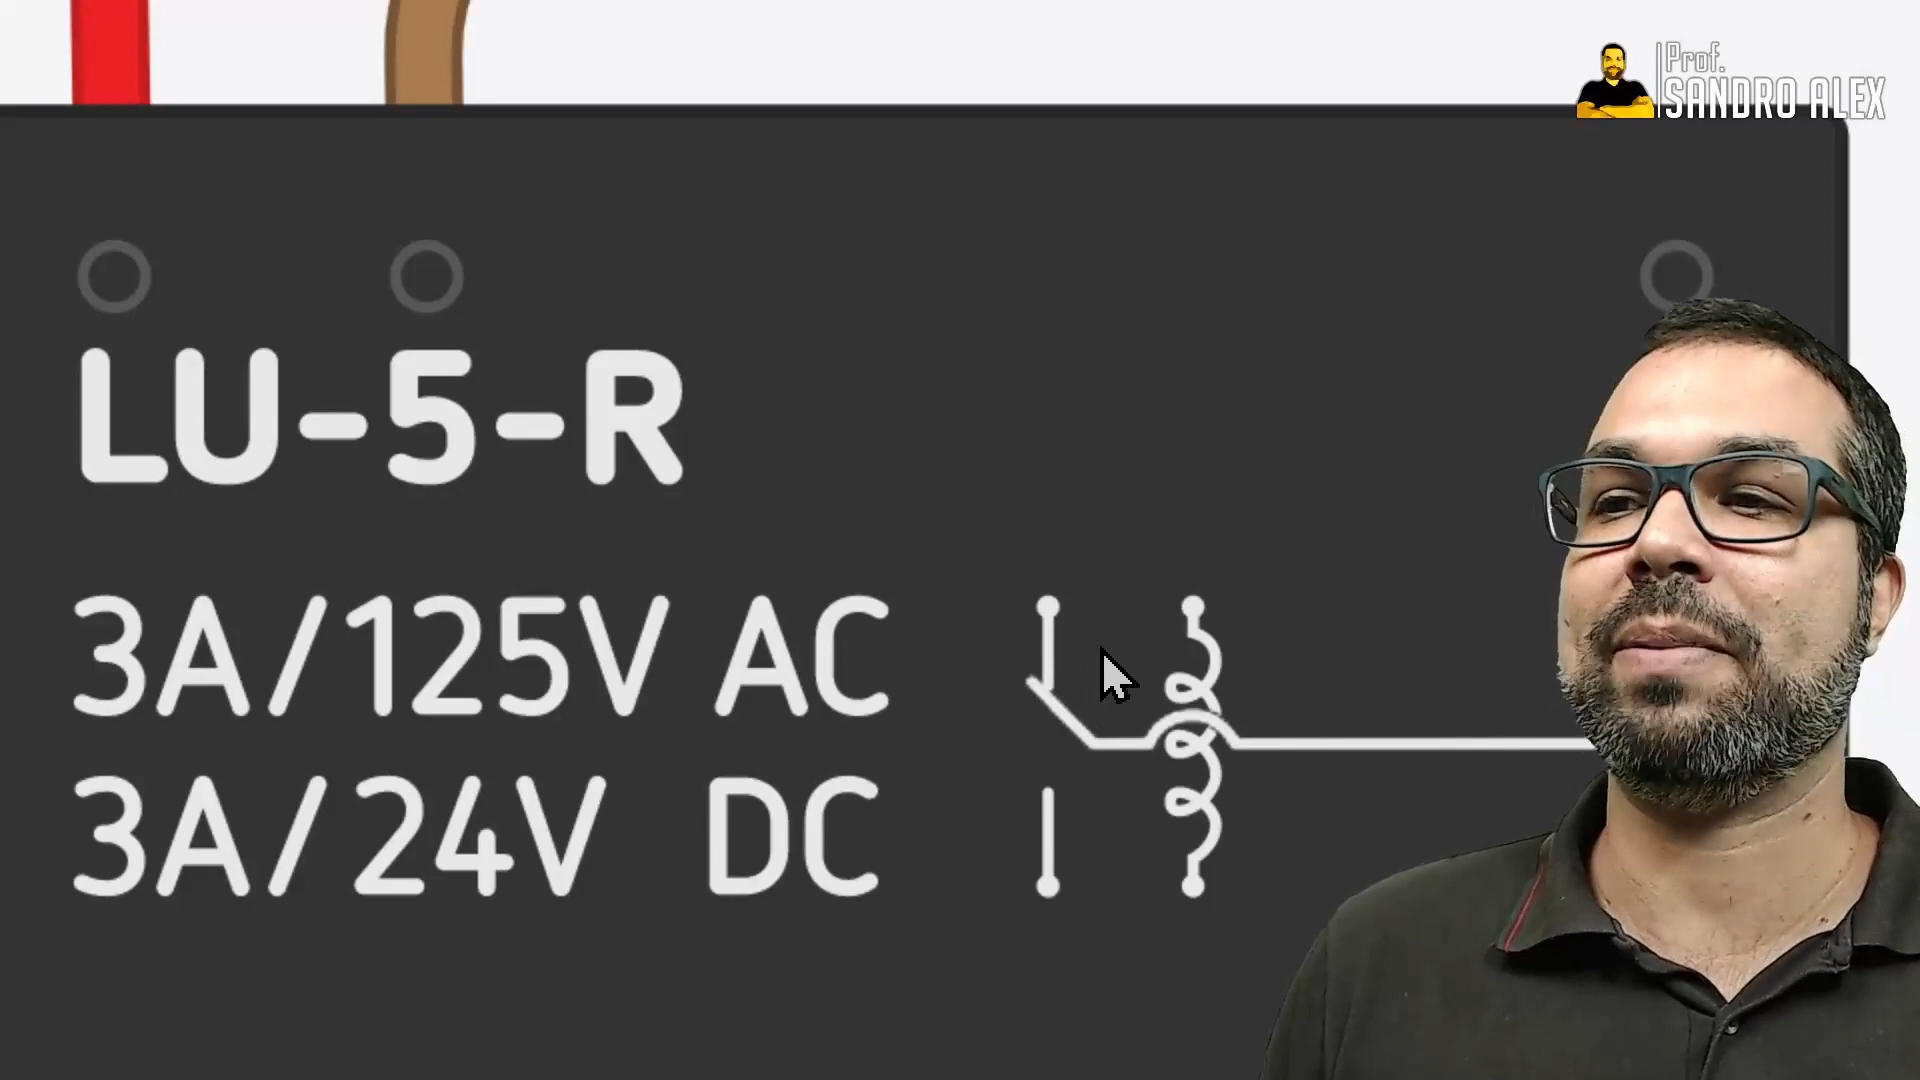 Prof.
SANDRO ALEX
LU-5-R
3A/125V AC
3A/24V DC